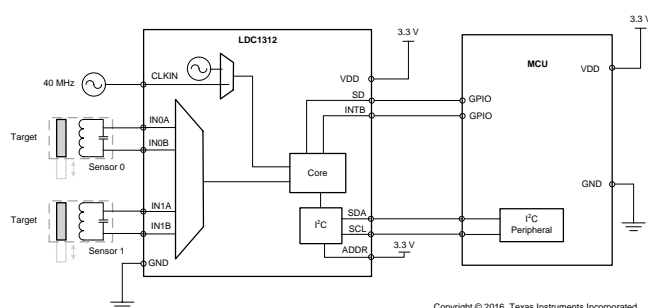 LDC1312
3.3 V
3.3 V
MCU
40 MHz
CLKIN
VDD
VDD
SD
GPIO
INTB
GPIO
Target
IN0A
IN0B
Sensor 0
Core
GND
Target
IN1A
IN1B
Sensor 1
I²C
SDA
SCL
ADDR
3.3 V
I²C
Peripheral
GND
Copyright © 2016, Texas Instruments Incorporated